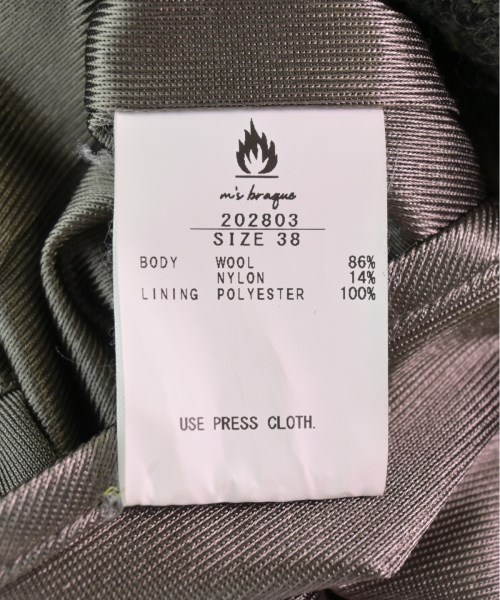 m's braque
202803
SIZE 38
BODY WOOL 86%
NYLON 14%
LINING POLYESTER 100%
USE PRESS CLOTH.